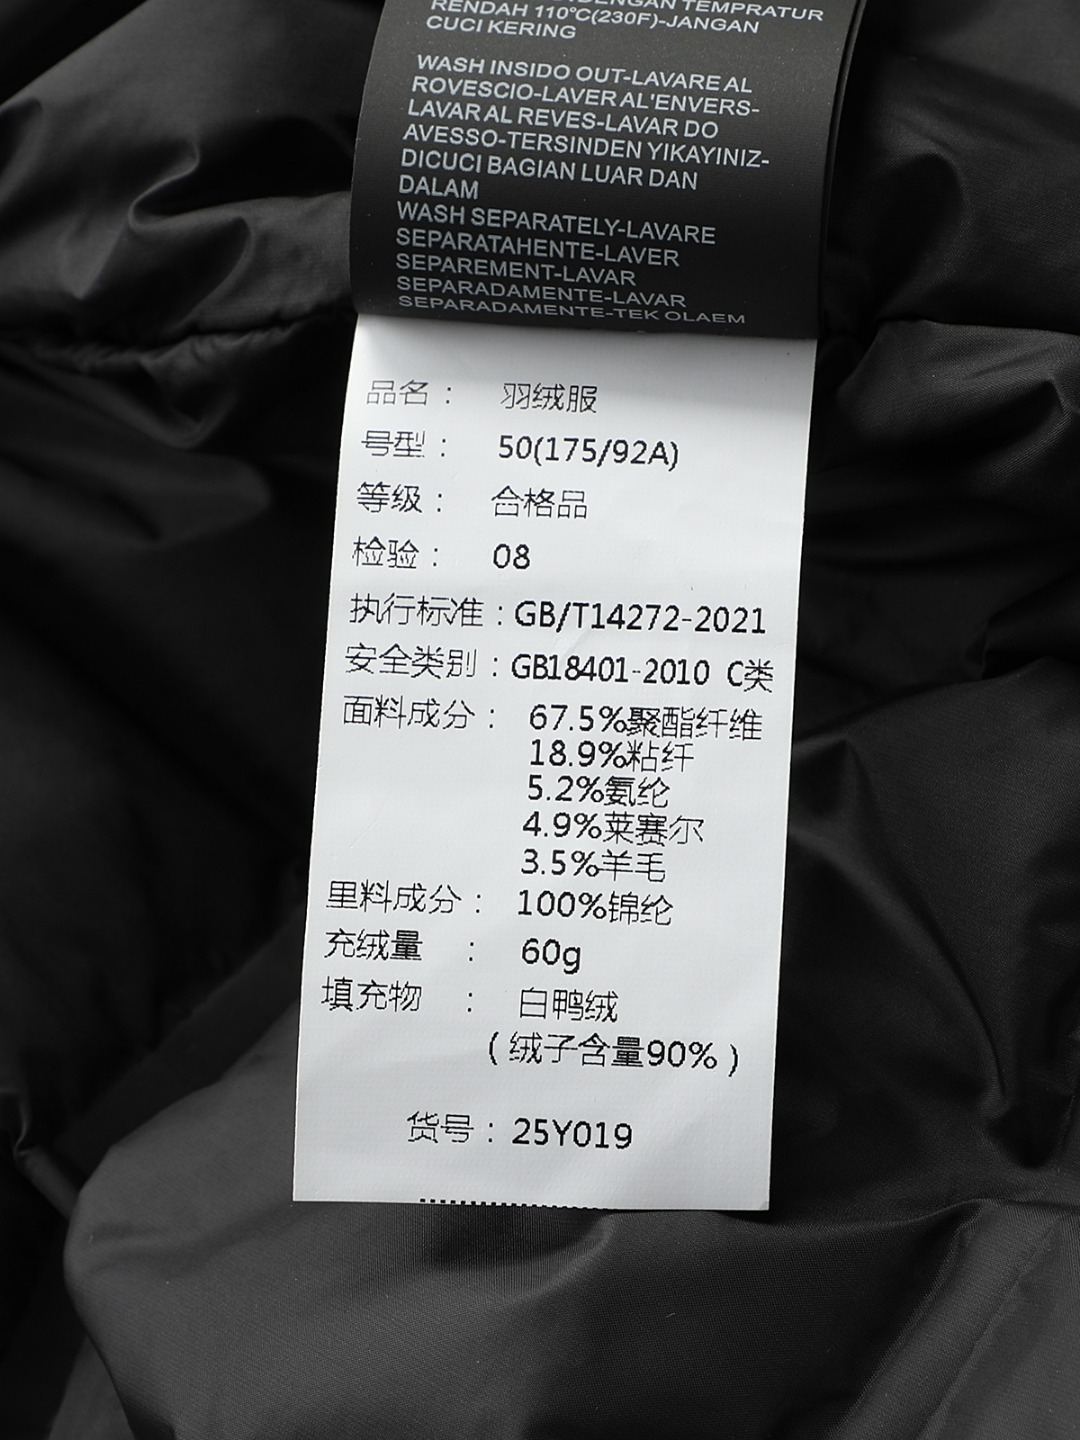 DENGAN TEMPRATUR
RENDAH 110°C(230F)-JANGAN
CUCI KERING
WASH INSIDO OUT-LAVARE AL
ROVESCIO-LAVER AL'ENVERS-
LAVAR AL REVES-LAVAR DO
AVESSO-TERSINDEN YIKAYINIZ-
DICUCI BAGIAN LUAR DAN
DALAM
WASH SEPARATELY-LAVARE
SEPARATAHENTE-LAVER
SEPAREMENT-LAVAR
SEPARADAMENTE-LAVAR
SEPARADAMENTE-TEK OLAEM
品名： 羽绒服
号型： 50(175/92A)
等级： 合格品
检验： 08
执行标准：GB/T14272-2021
安全类别：GB18401-2010 C类
面料成分： 67.5%聚酯纤维
18.9%粘纤
5.2%氨纶
4.9%莱赛尔
3.5%羊毛
里料成分： 100%锦纶
充绒量 ： 60g
填充物 ： 白鸭绒
(绒子含量90%)
货号：25Y019